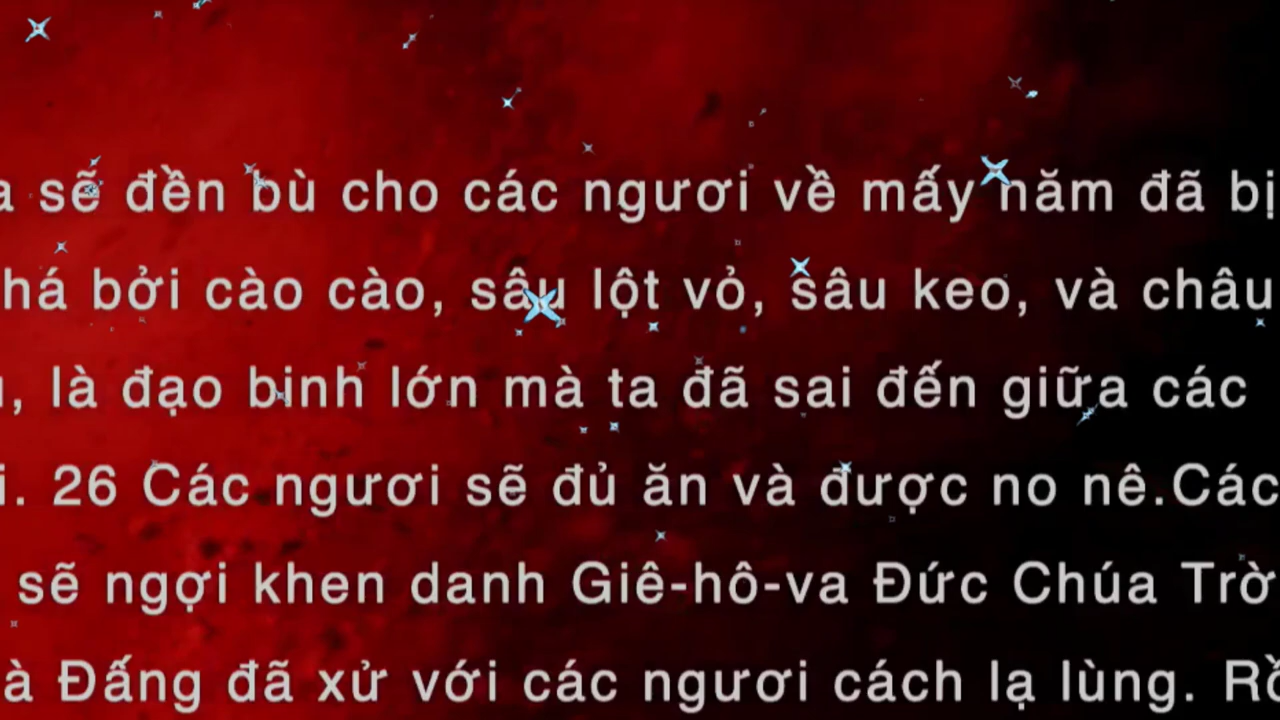 a sẽ đền bù cho các ngươi về mấy năm đã bị
há bởi cào cào, sâu lột vỏ, sâu keo, và châu
, là đạo binh lớn mà ta đã sai đến giữa các
i. 26 Các ngươi sẽ đủ ăn và được no nê.Các
sẽ ngợi khen danh Giê-hô-va Đức Chúa Trờ
à Đấng đã xử với các ngươi cách lạ lùng. Rồ